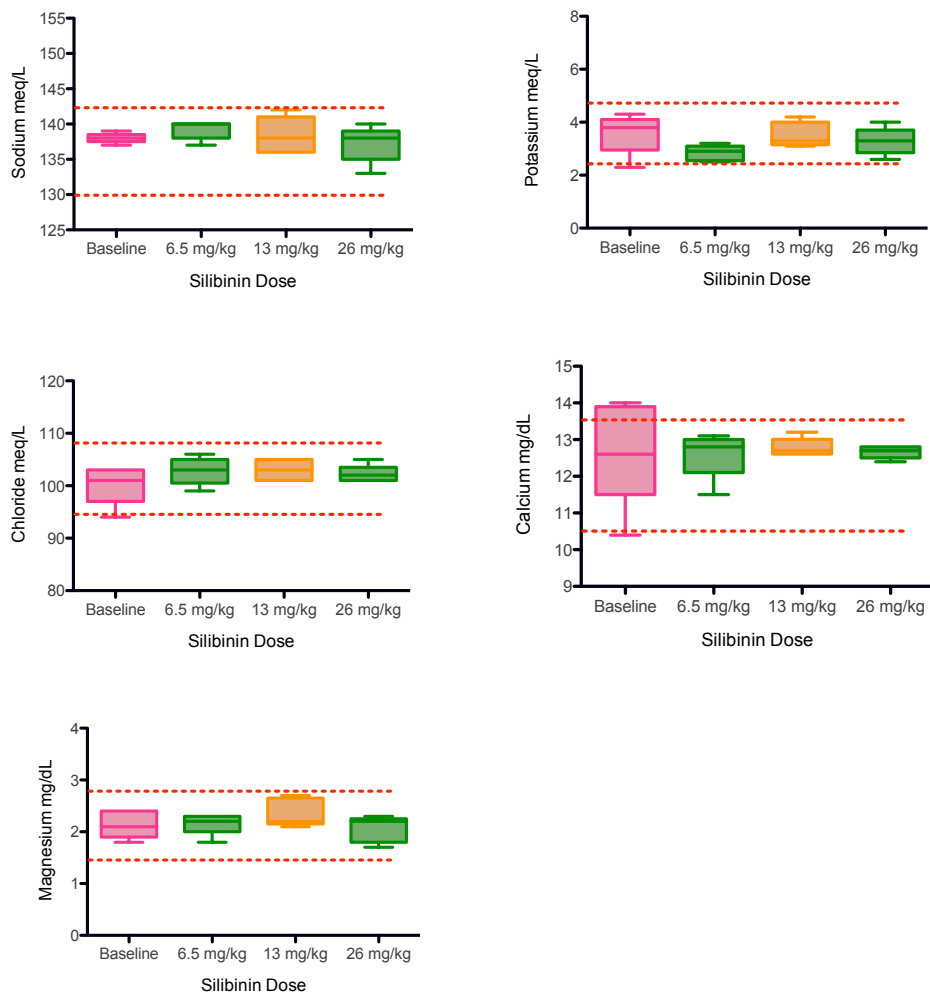 Sodium meq/L
155
150
145
140
135
130
125
Baseline 6.5 mg/kg 13 mg/kg 26 mg/kg
Silibinin Dose
Potassium meq/L
8
6
4
2
0
Baseline 6.5 mg/kg 13 mg/kg 26 mg/kg
Silibinin Dose
Chloride meq/L
120
110
100
90
80
Baseline 6.5 mg/kg 13 mg/kg 26 mg/kg
Silibinin Dose
Calcium mg/dL
15
14
13
12
11
10
9
Baseline 6.5 mg/kg 13 mg/kg 26 mg/kg
Silibinin Dose
Magnesium mg/dL
4
3
2
1
0
Baseline 6.5 mg/kg 13 mg/kg 26 mg/kg
Silibinin Dose